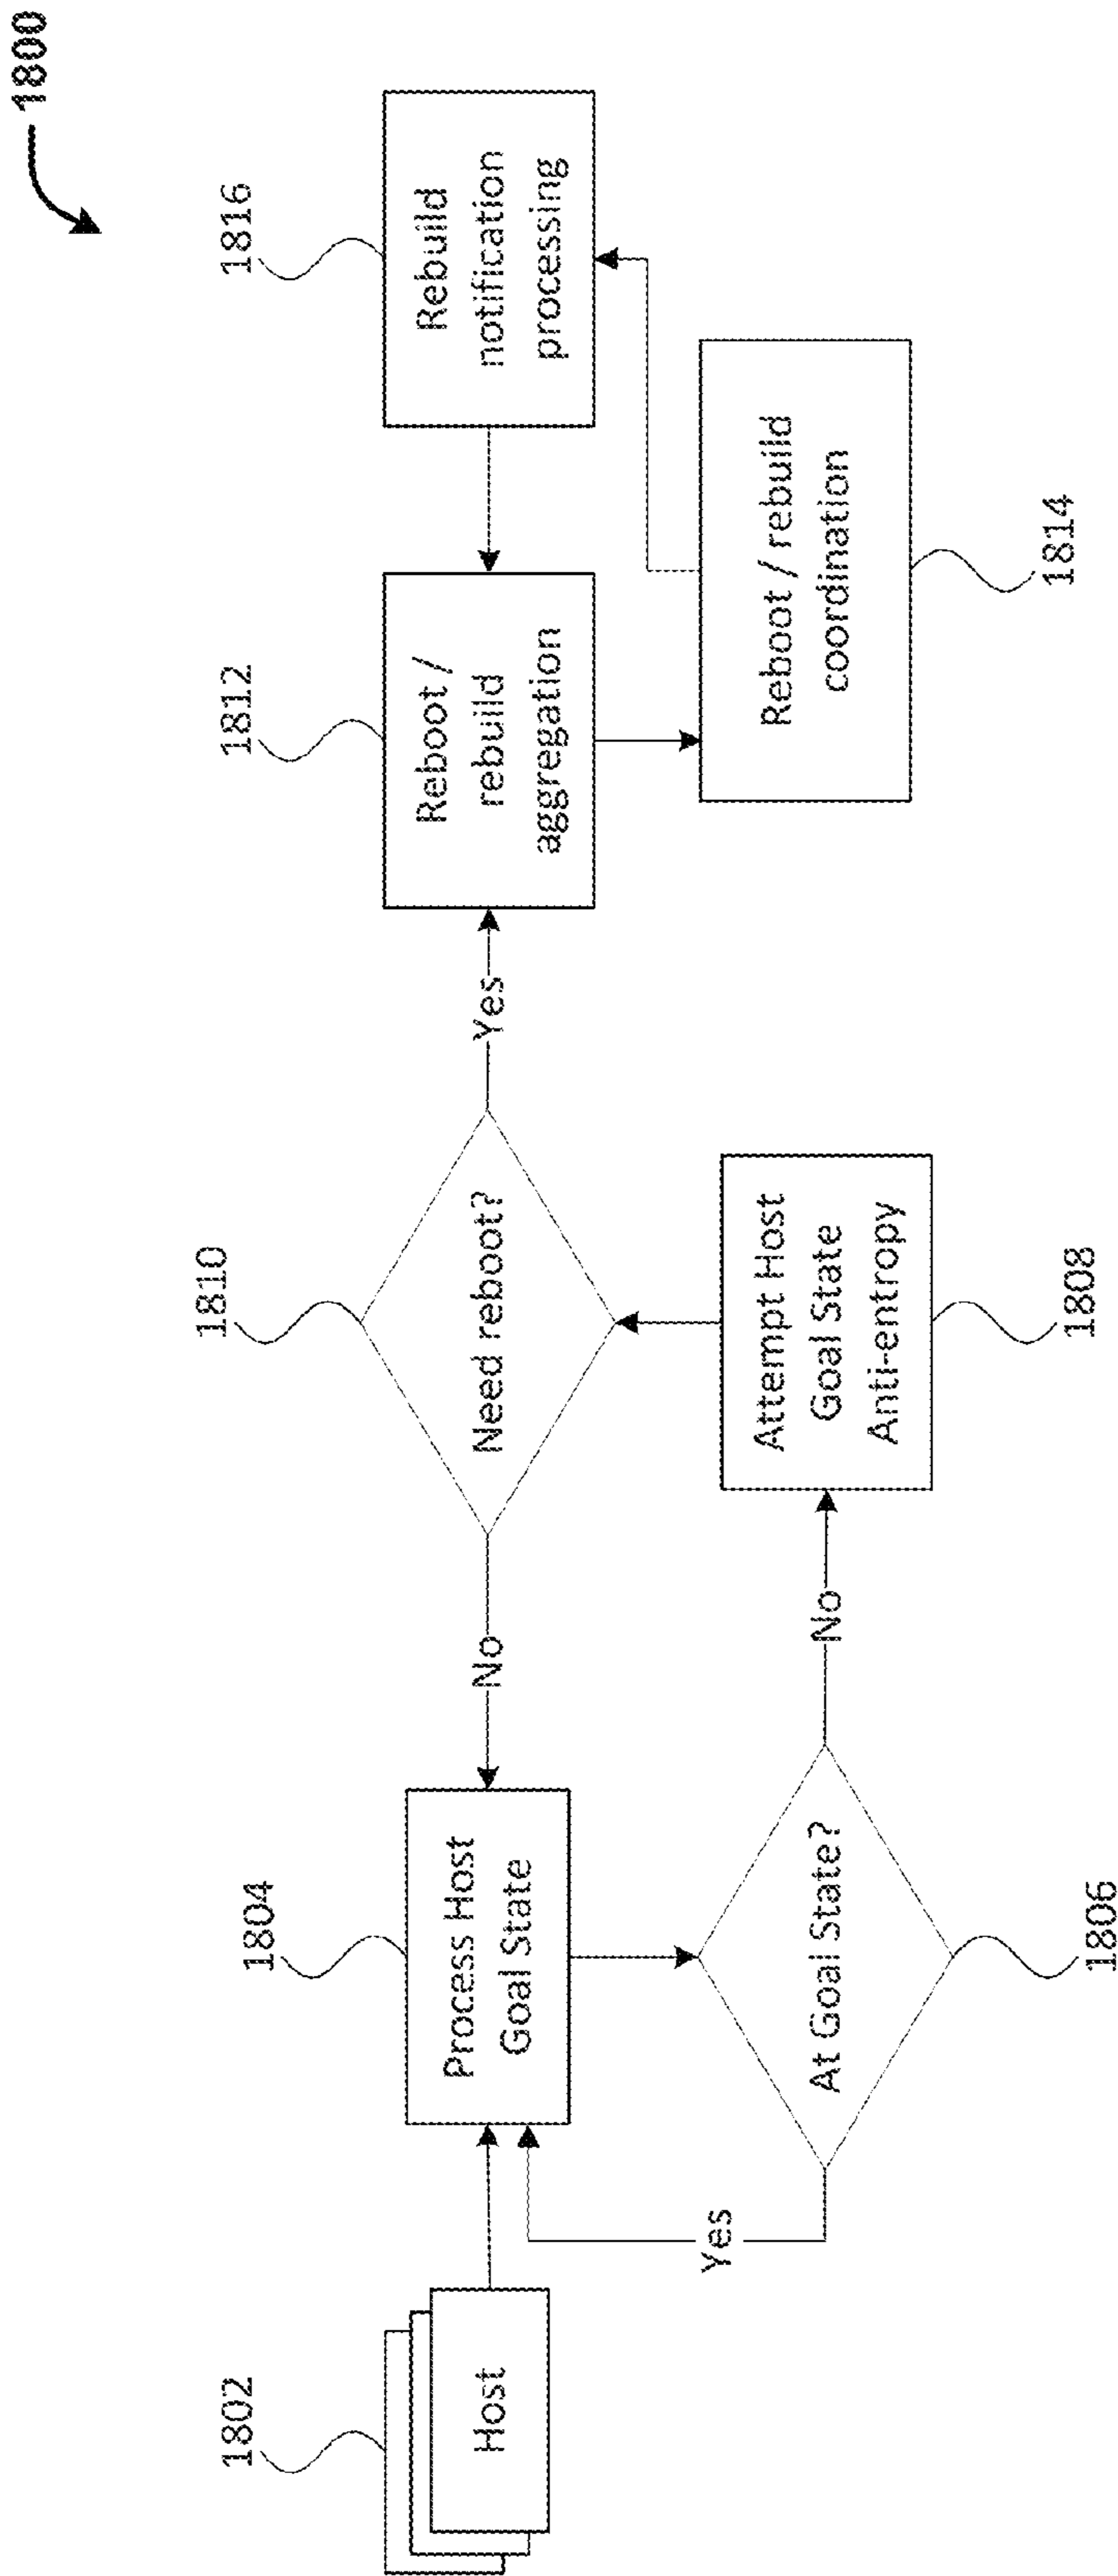 1800
1802
Host
1804
Process Host
Goal State
1806
At Goal State?
Yes
No
1808
Attempt Host
Goal State
Anti-entropy
1810
Need reboot?
No
Yes
1812
Reboot /
rebuild
aggregation
1814
Reboot / rebuild
coordination
1816
Rebuild
notification
processing